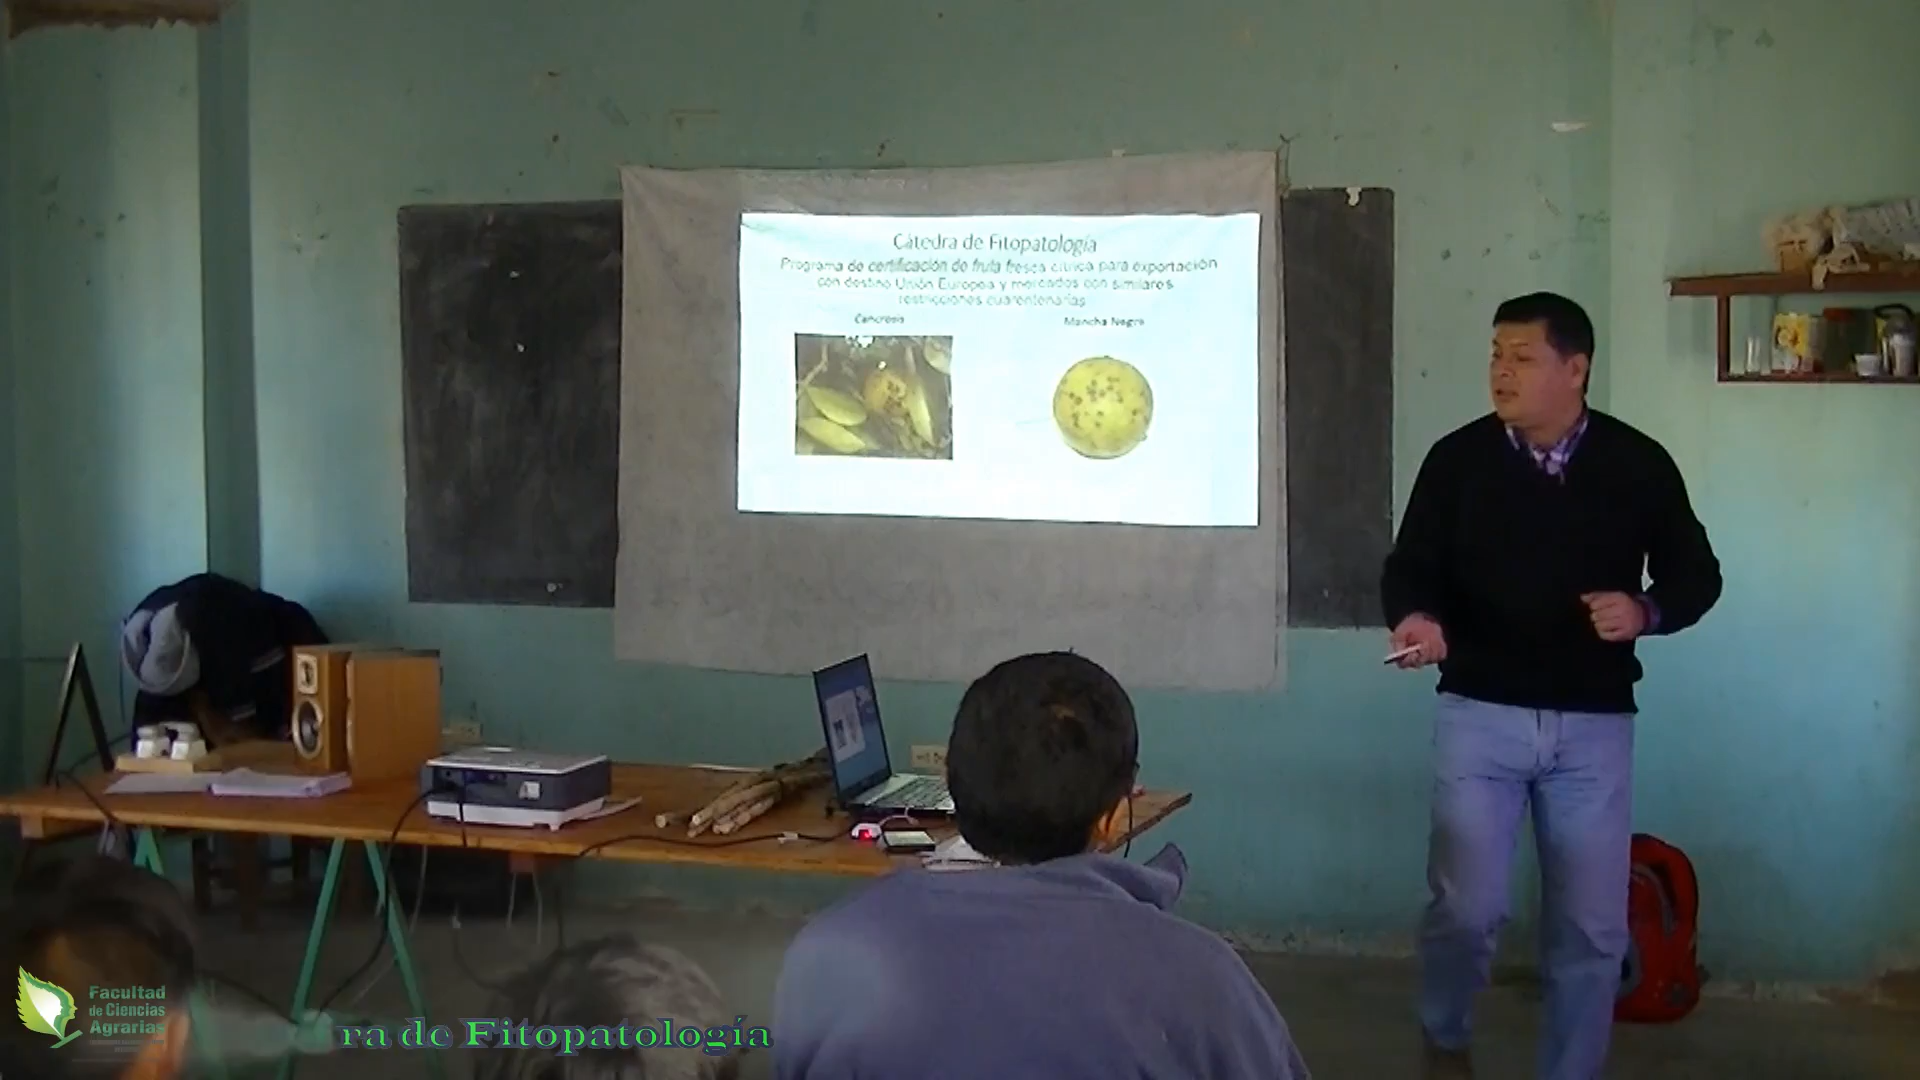 Cátedra de Fitopatología
Programa de certificación de fruta fresca cítrica para exportación
con destino Unión Europea y mercados con similares
restricciones cuarentenarias
Cancrosis
Mancha Negra
Facultad
de Ciencias
Agrarias
ra de Fitopatología